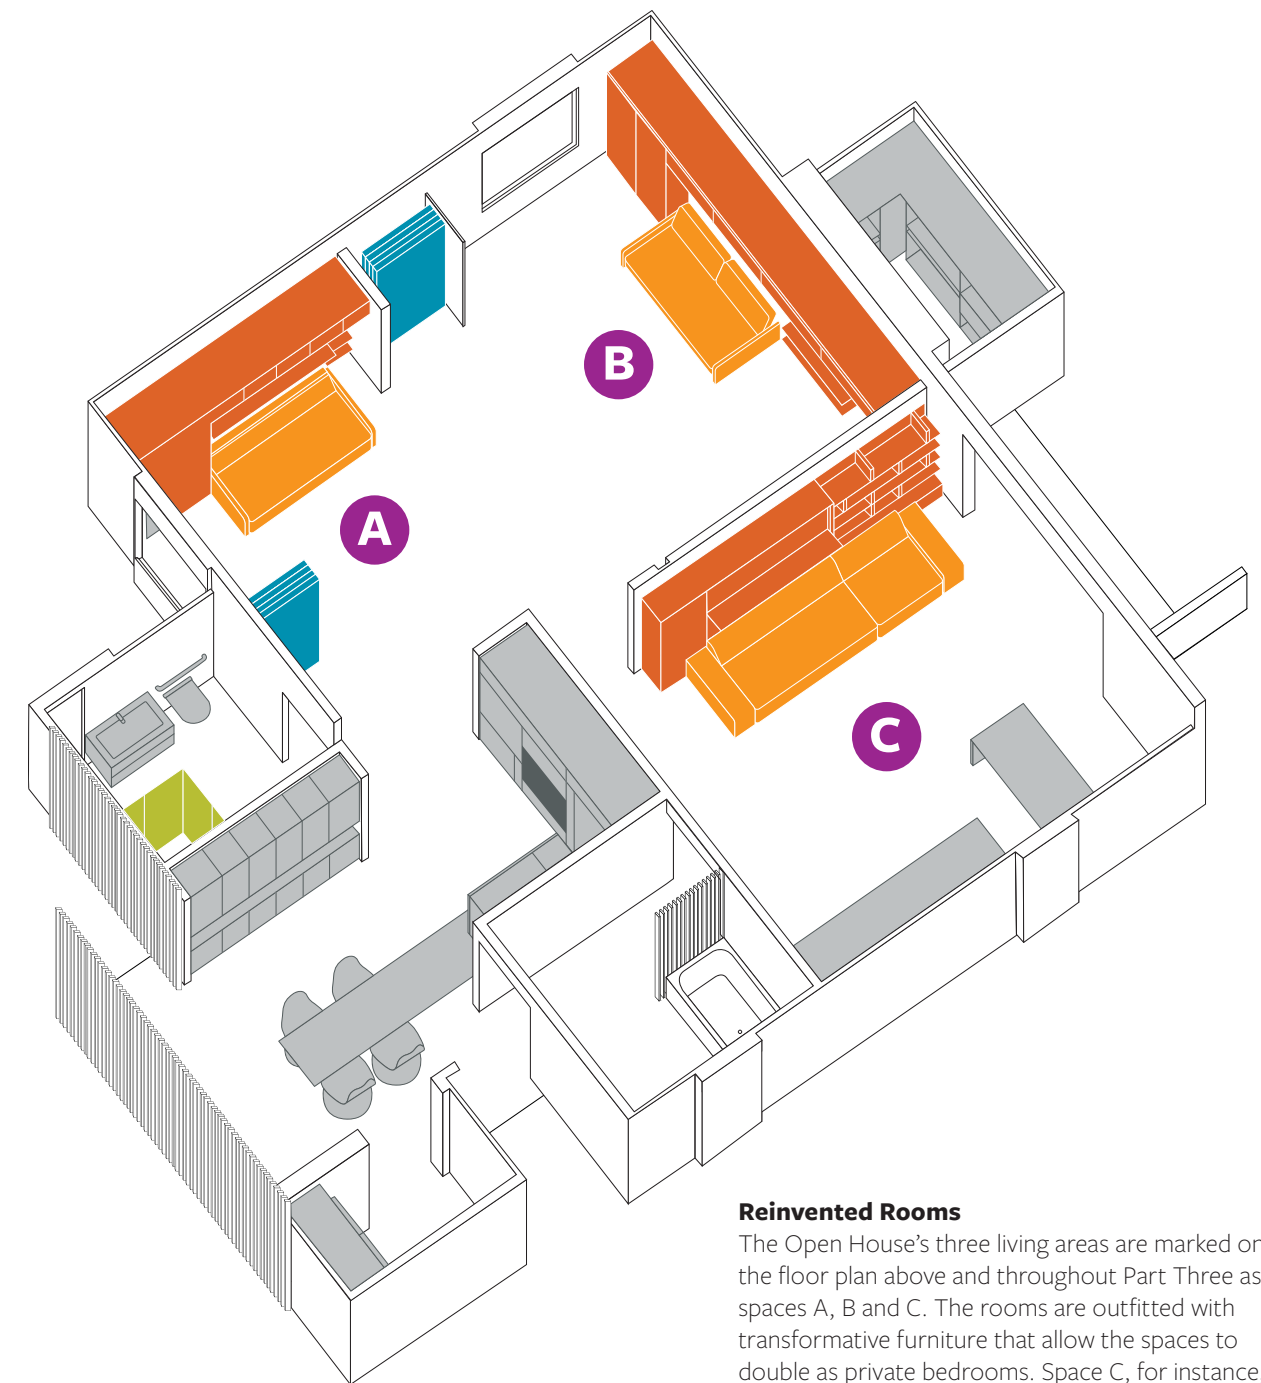 B
A
C
Reinvented Rooms
The Open House’s three living areas are marked on
the floor plan above and throughout Part Three as
spaces A, B and C. The rooms are outfitted with
transformative furniture that allow the spaces to
double as private bedrooms. Space C, for instance